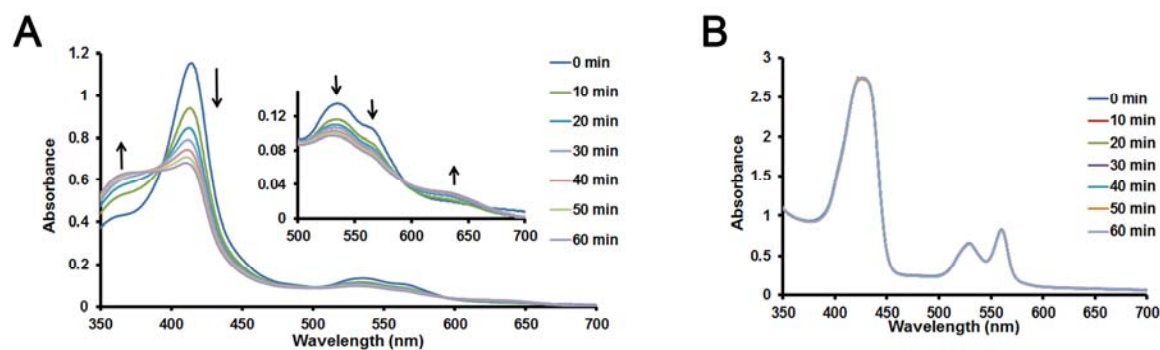 A
B
1.2
1
0.8
0.6
0.4
0.2
0
Absorbance
350 400 450 500 550 600 650 700
Wavelength (nm)
0.12
0.08
0.04
0
500 550 600 650 700
0 min
10 min
20 min
30 min
40 min
50 min
60 min
3
2.5
2
1.5
1
0.5
0
Absorbance
350 400 450 500 550 600 650 700
Wavelength (nm)
0 min
10 min
20 min
30 min
40 min
50 min
60 min